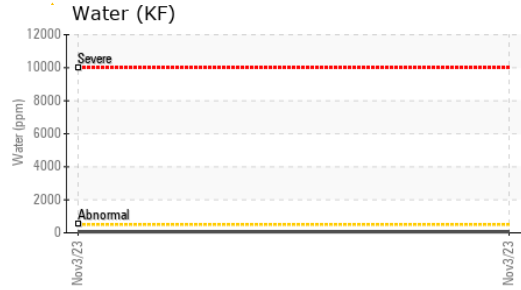 Water (KF)
12000
Severe
10000
8000
6000
Water (ppm)
4000
2000
Abnormal
0
Nov3/23
Nov3/23